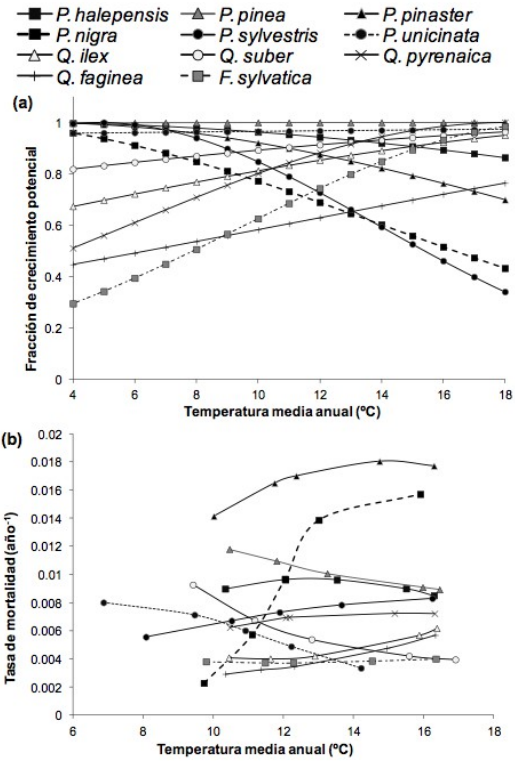 P. halepensis P. pinea P. pinaster
P. nigra P. sylvestris P. unicinata
Q. ilex Q. suber Q. pyrenaica
Q. faginea F. sylvatica
(a)
Fracción de crecimiento potencial
1
0.8
0.6
0.4
0.2
0
4 6 8 10 12 14 16 18
Temperatura media anual (ºC)
(b)
Tasa de mortalidad (año-1)
0.02
0.018
0.016
0.014
0.012
0.01
0.008
0.006
0.004
0.002
0
6 8 10 12 14 16 18
Temperatura media anual (ºC)